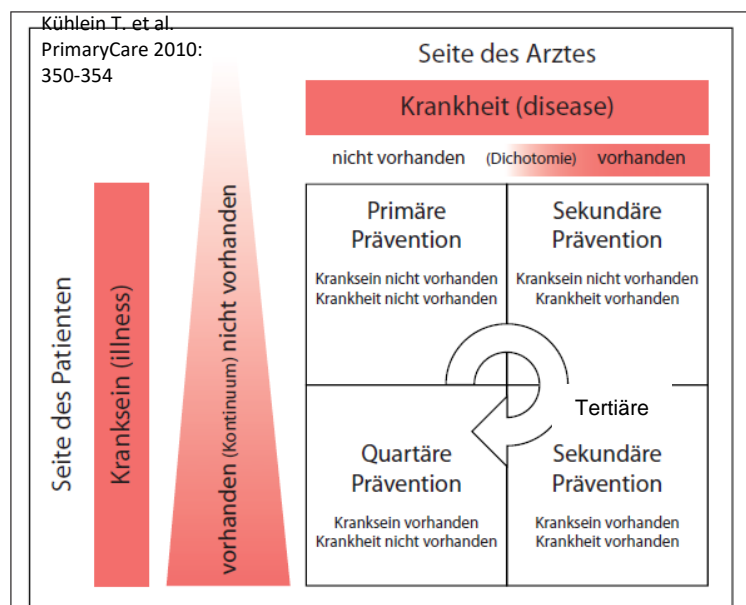 Kühlein T. et al.
PrimaryCare 2010:
350-354
Seite des Arztes
Krankheit (disease)
nicht vorhanden (Dichotomie) vorhanden
Seite des Patienten
Kranksein (illness)
vorhanden (Kontinuum) nicht vorhanden
Primäre
Prävention
Kranksein nicht vorhanden
Krankheit nicht vorhanden
Sekundäre
Prävention
Kranksein nicht vorhanden
Krankheit vorhanden
Quartäre
Prävention
Kranksein vorhanden
Krankheit nicht vorhanden
Tertiäre
Sekundäre
Prävention
Kranksein vorhanden
Krankheit vorhanden